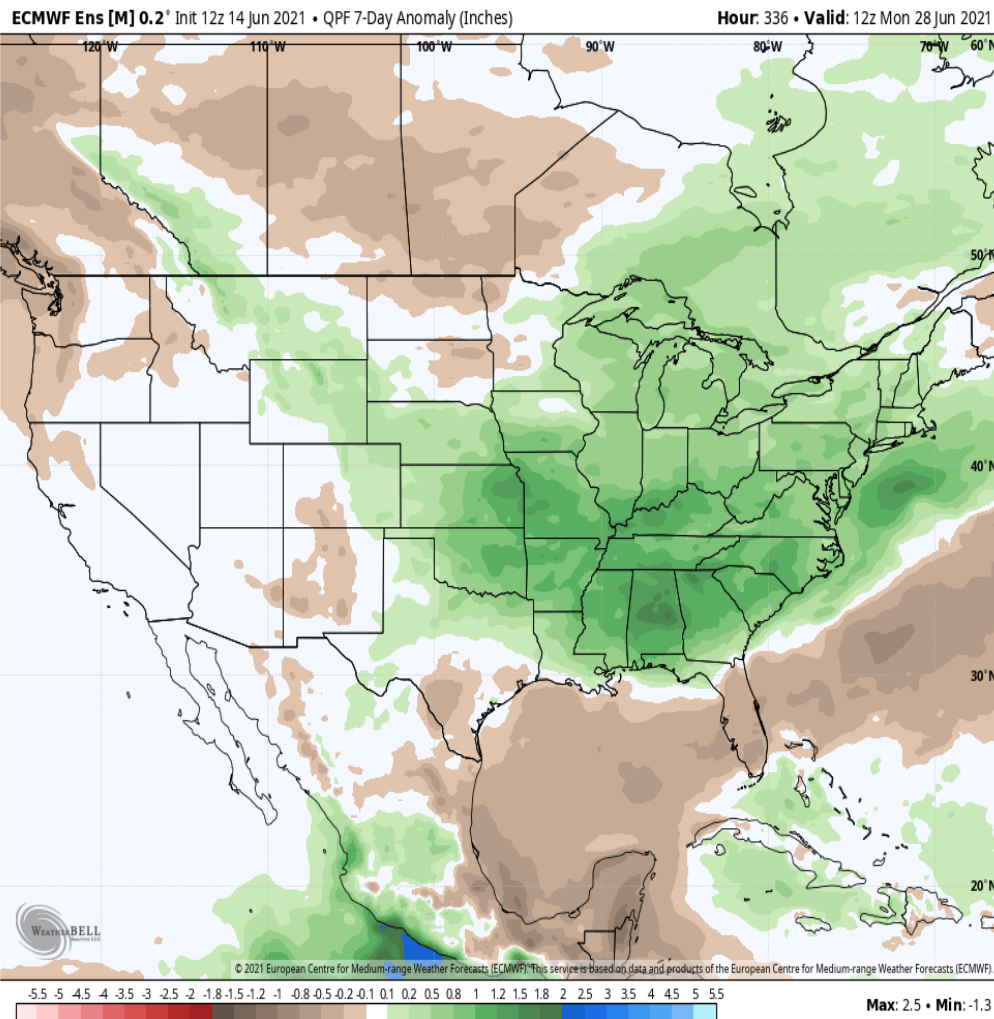 ECMWF Ens [M] 0.2° Init 12z 14 Jun 2021 • QPF 7-Day Anomaly (Inches) Hour: 336 • Valid: 12z Mon 28 Jun 2021
120°W 110°W 100°W 90°W 80°W 70°W 60°N
50°N
40°N
30°N
20°N
WEATHERBELL
ANALYTICS LLC
© 2021 European Centre for Medium-range Weather Forecasts (ECMWF). This service is based on data and products of the European Centre for Medium-range Weather Forecasts (ECMWF).
-5.5 -5 -4.5 -4 -3.5 -3 -2.5 -2 -1.8 -1.5 -1.2 -1 -0.8 -0.5 -0.2 -0.1 0.1 0.2 0.5 0.8 1 1.2 1.5 1.8 2 2.5 3 3.5 4 4.5 5 5.5
Max: 2.5 • Min: -1.3